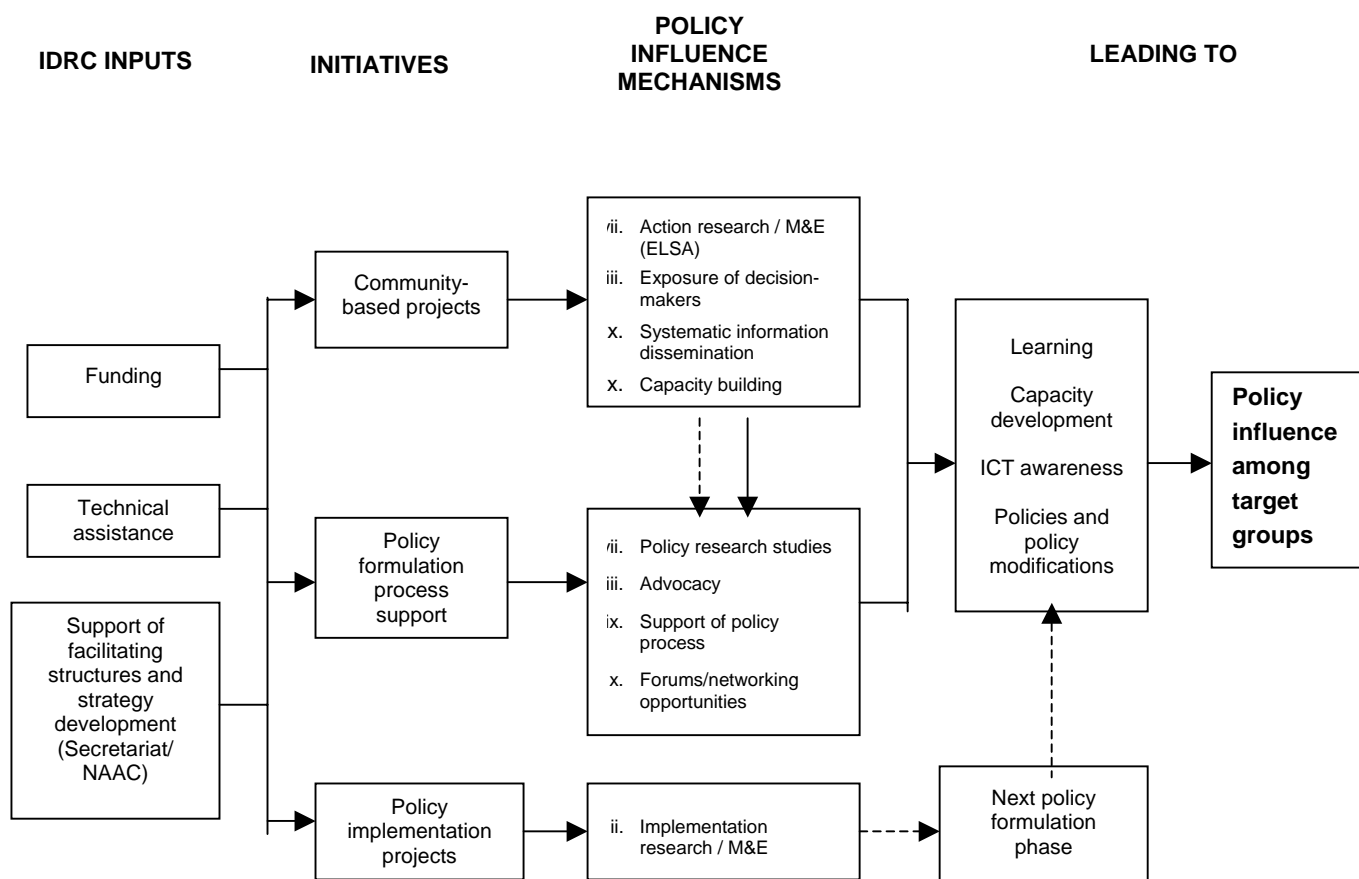 IDRC INPUTS
INITIATIVES
POLICY
INFLUENCE
MECHANISMS
LEADING TO
Funding
Technical
assistance
Support of
facilitating
structures and
strategy
development
(Secretariat/
NAAC)
Community-
based projects
Policy
formulation
process
support
Policy
implementation
projects
vii. Action research / M&E
(ELSA)
iii. Exposure of decision-
makers
x. Systematic information
dissemination
x. Capacity building
vii. Policy research studies
iii. Advocacy
ix. Support of policy
process
x. Forums/networking
opportunities
ii. Implementation
research / M&E
Learning
Capacity
development
ICT awareness
Policies and
policy
modifications
Next policy
formulation
phase
Policy
influence
among
target
groups